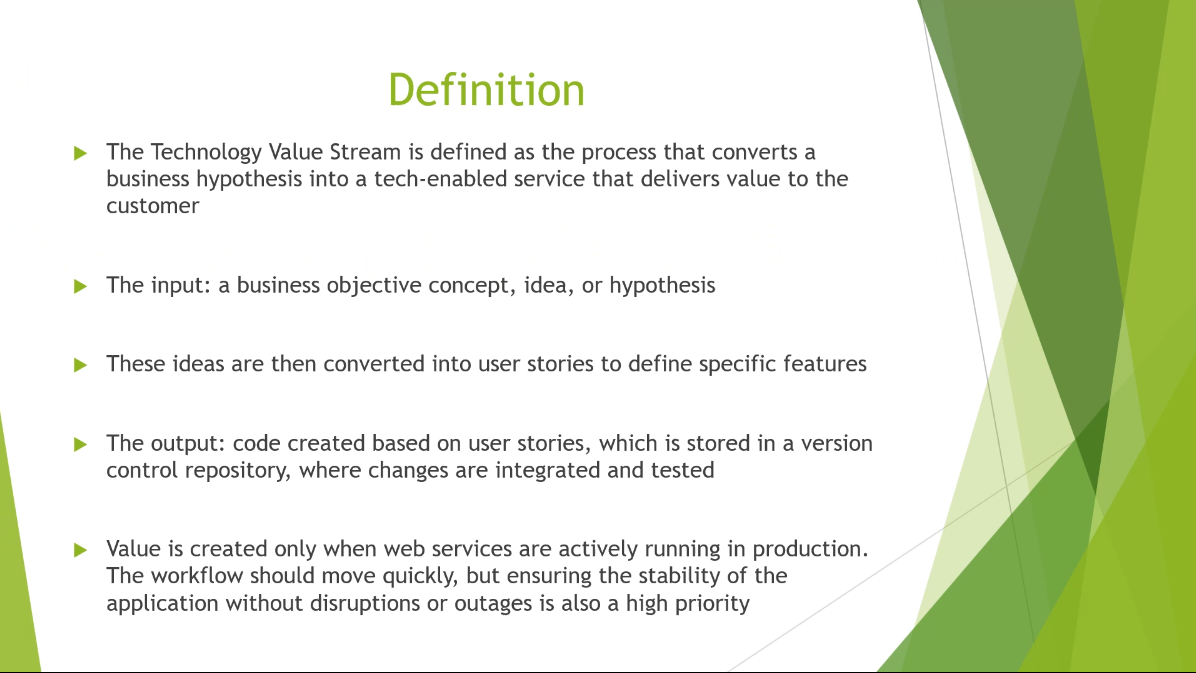 Definition
The Technology Value Stream is defined as the process that converts a
business hypothesis into a tech-enabled service that delivers value to the
customer
The input: a business objective concept, idea, or hypothesis
These ideas are then converted into user stories to define specific features
The output: code created based on user stories, which is stored in a version
control repository, where changes are integrated and tested
Value is created only when web services are actively running in production.
The workflow should move quickly, but ensuring the stability of the
application without disruptions or outages is also a high priority